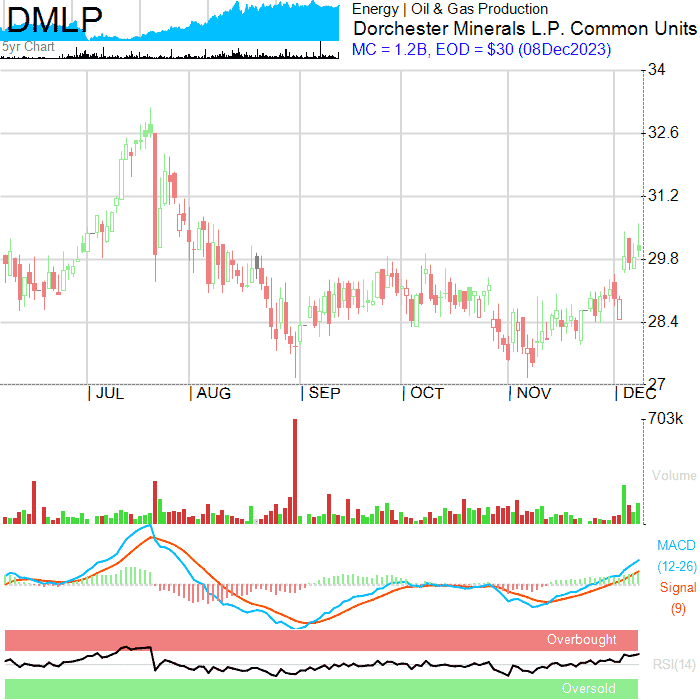 DMLP
5yr Chart
Energy | Oil & Gas Production
Dorchester Minerals L.P. Common Units
MC = 1.2B, EOD = $30 (08Dec2023)
34
32.6
31.2
29.8
28.4
27
| JUL | AUG | SEP | OCT | NOV | DEC
703k
Volume
MACD
(12-26)
Signal
(9)
Overbought
RSI(14)
Oversold